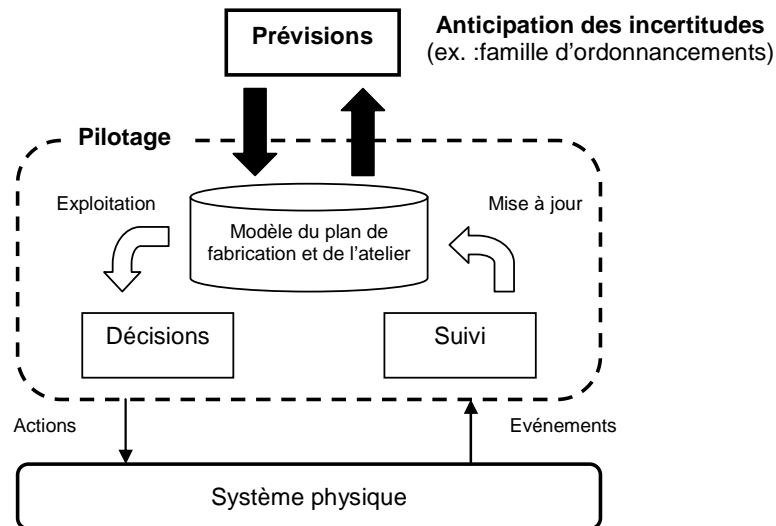 Prévisions
Anticipation des incertitudes
(ex. :famille d'ordonnancements)
Pilotage
Exploitation
Mise à jour
Modèle du plan de
fabrication et de l'atelier
Décisions
Suivi
Actions
Evénements
Système physique